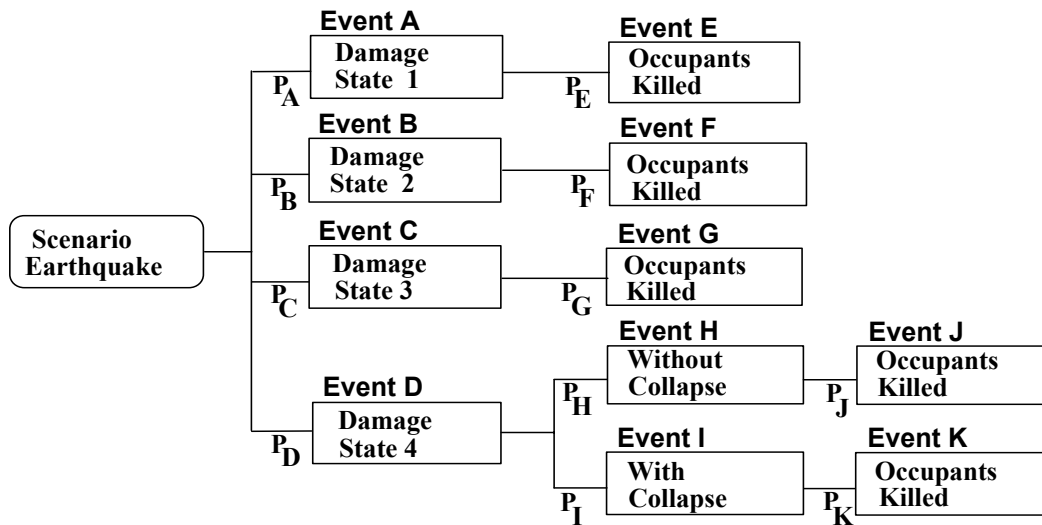 Event A
Damage
State 1
P_A
Event E
Occupants
Killed
P_E
Event B
Damage
State 2
P_B
Event F
Occupants
Killed
P_F
Scenario
Earthquake
Event C
Damage
State 3
P_C
Event G
Occupants
Killed
P_G
Event D
Damage
State 4
P_D
Event H
Without
Collapse
P_H
Event J
Occupants
Killed
P_J
Event I
With
Collapse
P_I
Event K
Occupants
Killed
P_K